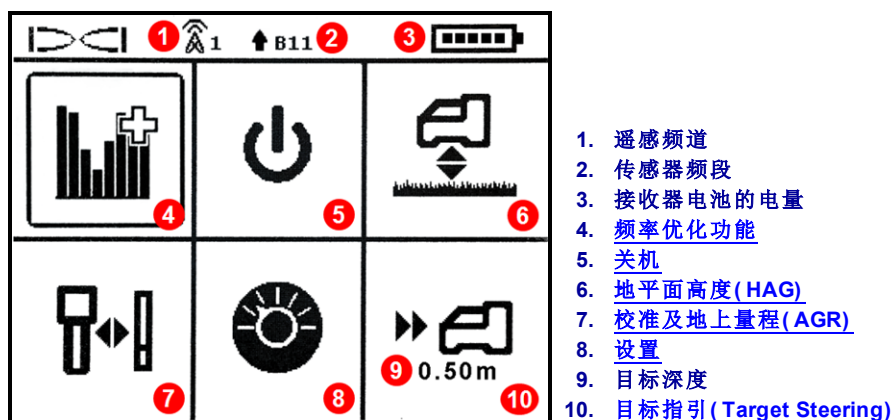 1 1 B11 2 3
4 5 6
7 8 9 0.50m 10
1. 遥感频道
2. 传感器频段
3. 接收器电池的电量
4. 频率优化功能
5. 关机
6. 地平面高度( HAG)
7. 校准及地上量程( AGR)
8. 设置
9. 目标深度
10. 目标指引( Target Steering)